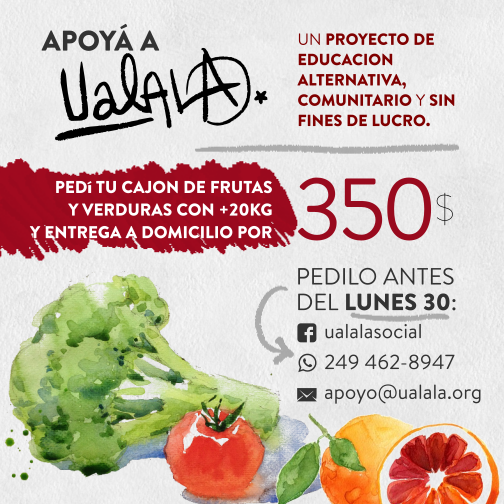 APOYÁ A
UalALA.
UN PROYECTO DE
EDUCACION
ALTERNATIVA,
COMUNITARIO Y SIN
FINES DE LUCRO.
PEDí TU CAJON DE FRUTAS
Y VERDURAS CON +20KG
Y ENTREGA A DOMICILIO POR
350$
PEDILO ANTES
DEL LUNES 30:
ualalasocial
249 462-8947
apoyo@ualala.org